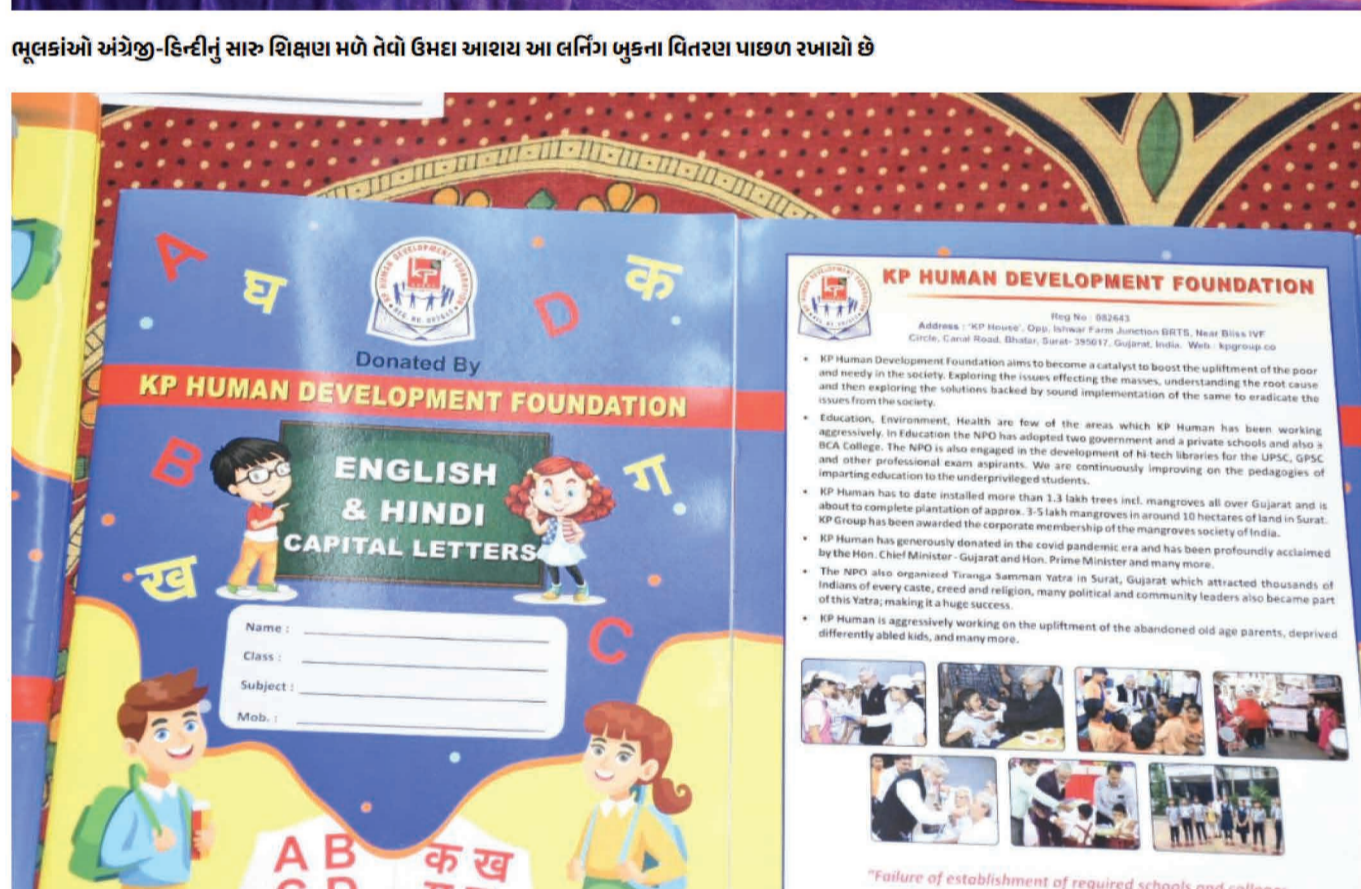 ભૂલકાંઓ અંગ્રેજી-હિન્દીનું સારુ શિક્ષણ મળે તેવો ઉમદા આશય આ લર્નિંગ બુકના વિતરણ પાછળ રખાયો છે
A
घ
KP HUMAN DEVELOPMENT FOUNDATION
KP
REG. NO. 082643
D
क
Donated By
KP HUMAN DEVELOPMENT FOUNDATION
B
ENGLISH
& HINDI
CAPITAL LETTERS
ग
ख
C
Name :
Class :
Subject :
Mob. :
A B
क ख
C D
KP HUMAN DEVELOPMENT FOUNDATION
Reg No : 082643
Address : 'KP House', Opp. Ishwar Farm Junction BRTS, Near Bliss IVF
Circle, Canal Road, Bhatar, Surat- 395017, Gujarat, India. Web : kpgroup.co
• KP Human Development Foundation aims to become a catalyst to boost the upliftment of the poor
and needy in the society. Exploring the issues effecting the masses, understanding the root cause
and then exploring the solutions backed by sound implementation of the same to eradicate the
issues from the society.
• Education, Environment, Health are few of the areas which KP Human has been working
aggressively. In Education the NPO has adopted two government and a private schools and also a
BCA College. The NPO is also engaged in the development of hi-tech libraries for the UPSC, GPSC
and other professional exam aspirants. We are continuously improving on the pedagogies of
imparting education to the underprivileged students.
• KP Human has to date installed more than 1.3 lakh trees incl. mangroves all over Gujarat and is
about to complete plantation of approx. 3-5 lakh mangroves in around 10 hectares of land in Surat.
KP Group has been awarded the corporate membership of the mangroves society of India.
• KP Human has generously donated in the covid pandemic era and has been profoundly acclaimed
by the Hon. Chief Minister - Gujarat and Hon. Prime Minister and many more.
• The NPO also organized Tiranga Samman Yatra in Surat, Gujarat which attracted thousands of
Indians of every caste, creed and religion, many political and community leaders also became part
of this Yatra; making it a huge success.
• KP Human is aggressively working on the upliftment of the abandoned old age parents, deprived
differently abled kids, and many more.
"Failure of establishment of required schools and